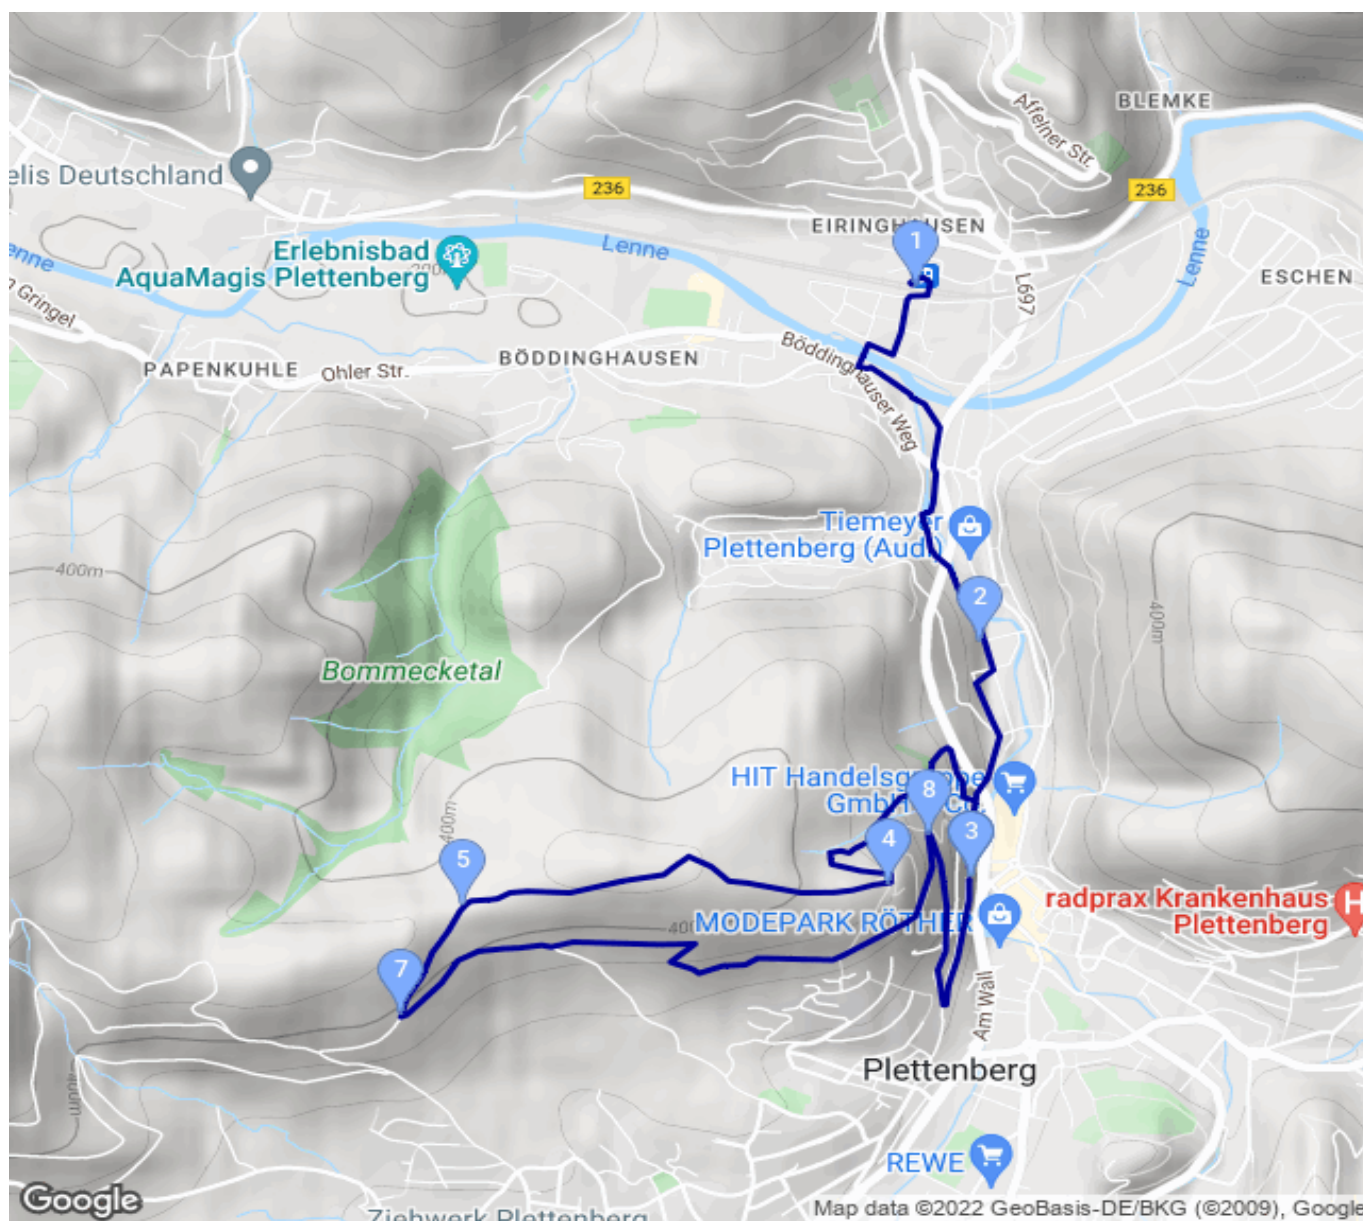 BLEMKE
Affelner Str.
elis Deutschland
236
236
EIRINGHAUSEN
1
Lenne
Erlebnisbad
AquaMagis Plettenberg
enne
Lenne
ESCHEN
L697
Gringel
Böddinghauser Weg
BÖDDINGHAUSEN
PAPENKUHLE
Ohler Str.
Tiemeyer
Plettenberg (Audi)
400m
400m
2
Bommecketal
HIT Handelsgruppe
GmbH & Co.
8
3
4
400m
5
radprax Krankenhaus
Plettenberg
H
MODEPARK RÖTHER
7
Am Wall
Plettenberg
400m
REWE
Google
Ziehwerk Plettenberg
Map data ©2022 GeoBasis-DE/BKG (©2009), Google